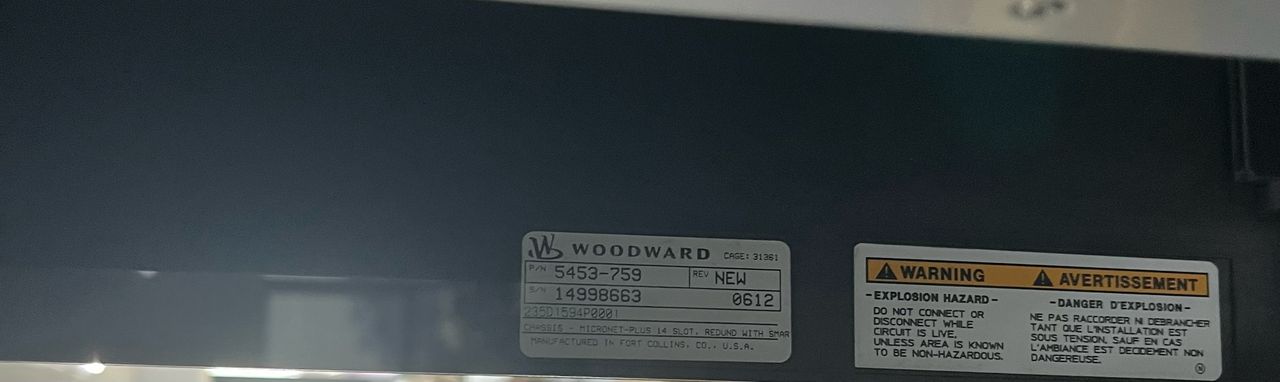 WOODWARD CAGE: 31361
P/N 5453-759 REV NEW
S/N 14998663 0612
235D1594P0001
CHASSIS - MICRONET-PLUS 14 SLOT, REDUND WITH SMAR
MANUFACTURED IN FORT COLLINS, CO., U.S.A.
WARNING
-EXPLOSION HAZARD-
DO NOT CONNECT OR
DISCONNECT WHILE
CIRCUIT IS LIVE,
UNLESS AREA IS KNOWN
TO BE NON-HAZARDOUS.
AVERTISSEMENT
-DANGER D'EXPLOSION-
NE PAS RACCORDER NI DEBRANCHER
TANT QUE L'INSTALLATION EST
SOUS TENSION, SAUF EN CAS
L'AMBIANCE EST DECIDEMENT NON
DANGEREUSE.
N